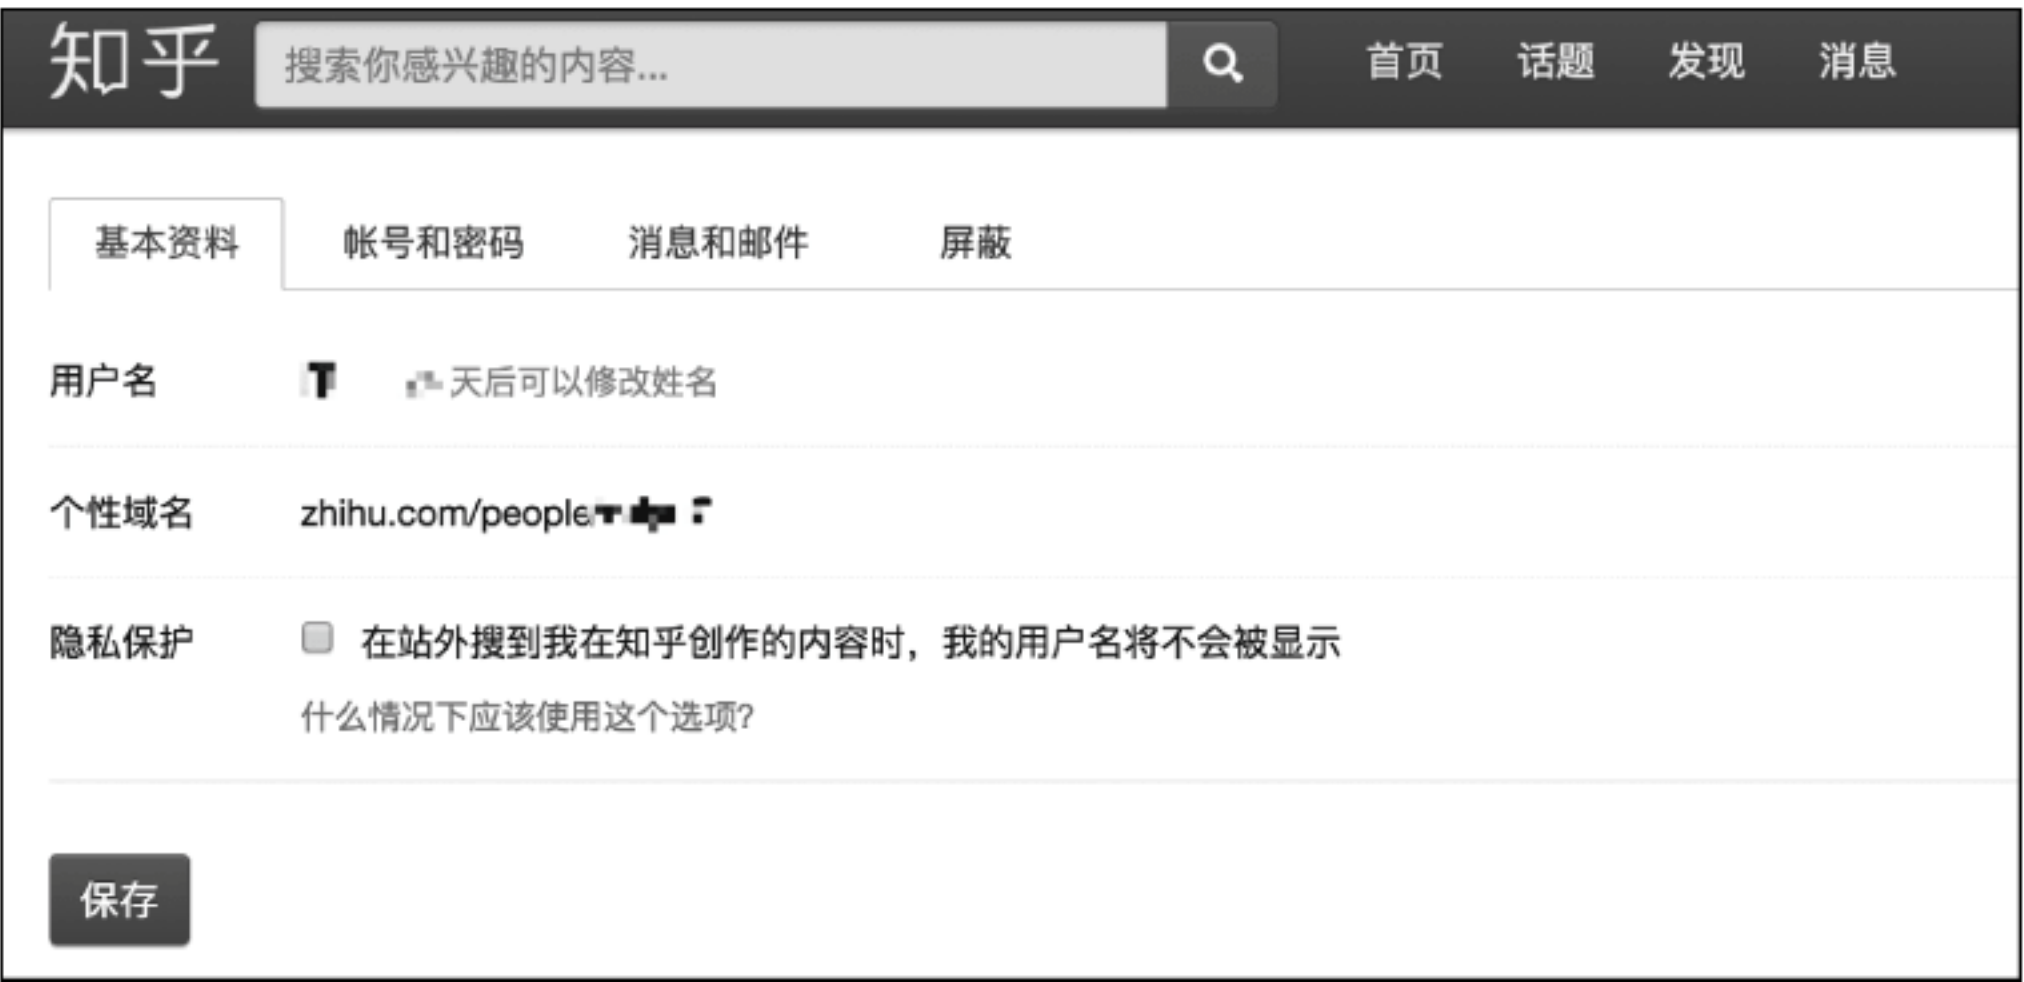 知乎 搜索你感兴趣的内容... 首页 话题 发现 消息
基本资料 帐号和密码 消息和邮件 屏蔽
用户名 天后可以修改姓名
个性域名 zhihu.com/people
隐私保护 在站外搜到我在知乎创作的内容时，我的用户名将不会被显示
什么情况下应该使用这个选项？
保存